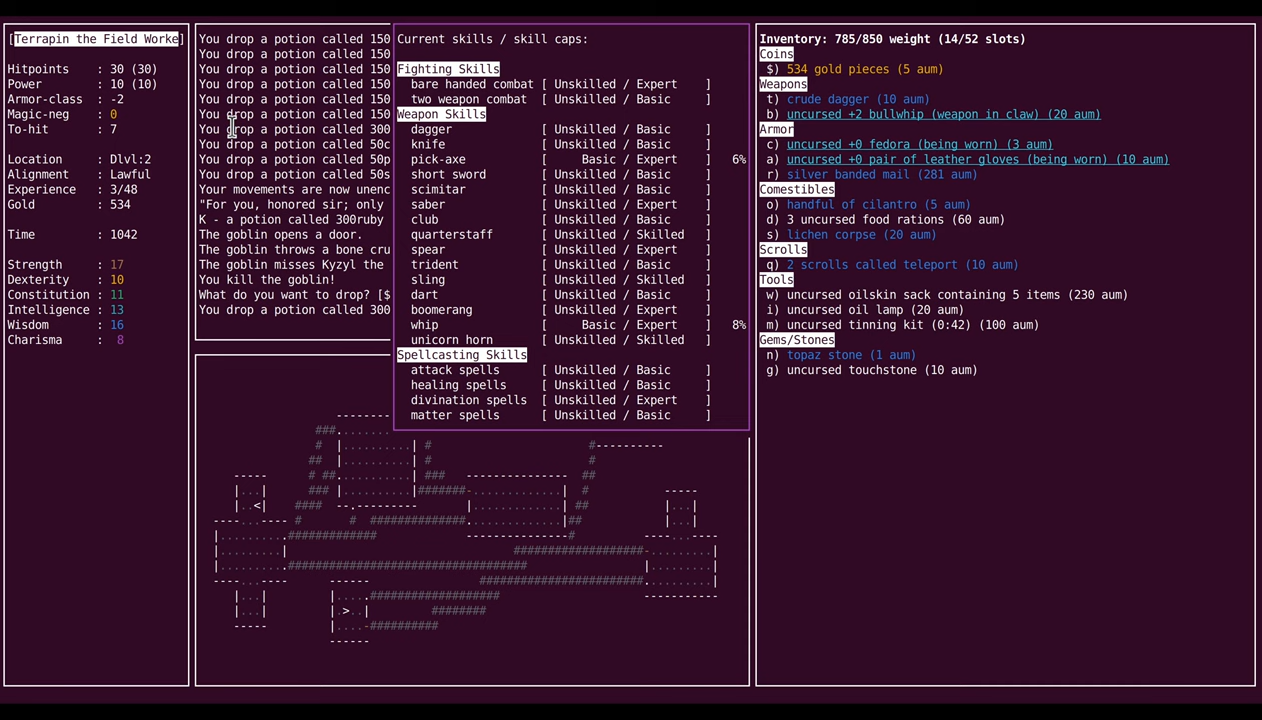 [Terrapin the Field Worke]
Hitpoints : 30 (30)
Power : 10 (10)
Armor-class : -2
Magic-neg : 0
To-hit : 7
Location : Dlvl:2
Alignment : Lawful
Experience : 3/48
Gold : 534
Time : 1042
Strength : 17
Dexterity : 10
Constitution : 11
Intelligence : 13
Wisdom : 16
Charisma : 8
You drop a potion called 150
You drop a potion called 150
You drop a potion called 150
You drop a potion called 150
You drop a potion called 150
You drop a potion called 150
You drop a potion called 300
You drop a potion called 50c
You drop a potion called 50p
You drop a potion called 50s
Your movements are now unenc
"For you, honored sir; only
K - a potion called 300ruby
The goblin opens a door.
The goblin throws a bone cru
The goblin misses Kyzyl the
You kill the goblin!
What do you want to drop? [$
You drop a potion called 300
Current skills / skill caps:
Fighting Skills
bare handed combat [ Unskilled / Expert ]
two weapon combat [ Unskilled / Basic ]
Weapon Skills
dagger [ Unskilled / Basic ]
knife [ Unskilled / Basic ]
pick-axe [ Basic / Expert ] 6%
short sword [ Unskilled / Basic ]
scimitar [ Unskilled / Basic ]
saber [ Unskilled / Expert ]
club [ Unskilled / Basic ]
quarterstaff [ Unskilled / Skilled ]
spear [ Unskilled / Expert ]
trident [ Unskilled / Basic ]
sling [ Unskilled / Skilled ]
dart [ Unskilled / Basic ]
boomerang [ Unskilled / Basic ]
whip [ Basic / Expert ] 8%
unicorn horn [ Unskilled / Skilled ]
Spellcasting Skills
attack spells [ Unskilled / Basic ]
healing spells [ Unskilled / Basic ]
divination spells [ Unskilled / Expert ]
matter spells [ Unskilled / Basic ]
Inventory: 785/850 weight (14/52 slots)
Coins
$) 534 gold pieces (5 aum)
Weapons
t) crude dagger (10 aum)
b) uncursed +2 bullwhip (weapon in claw) (20 aum)
Armor
c) uncursed +0 fedora (being worn) (3 aum)
a) uncursed +0 pair of leather gloves (being worn) (10 aum)
r) silver banded mail (281 aum)
Comestibles
o) handful of cilantro (5 aum)
d) 3 uncursed food rations (60 aum)
s) lichen corpse (20 aum)
Scrolls
q) 2 scrolls called teleport (10 aum)
Tools
w) uncursed oilskin sack containing 5 items (230 aum)
i) uncursed oil lamp (20 aum)
m) uncursed tinning kit (0:42) (100 aum)
Gems/Stones
n) topaz stone (1 aum)
g) uncursed touchstone (10 aum)